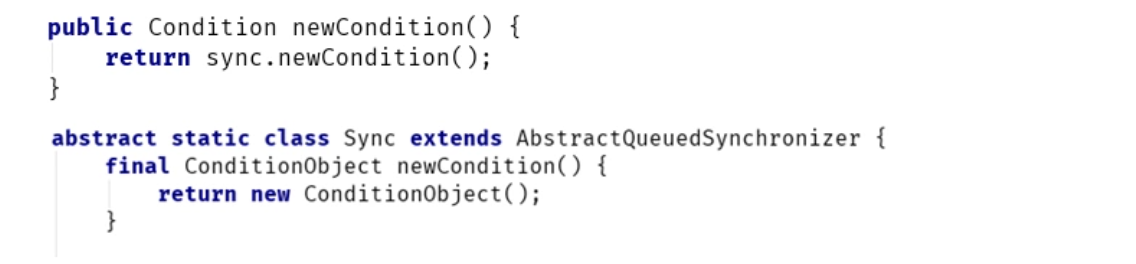 public Condition newCondition() {
    return sync.newCondition();
}
abstract static class Sync extends AbstractQueuedSynchronizer {
    final ConditionObject newCondition() {
        return new ConditionObject();
    }